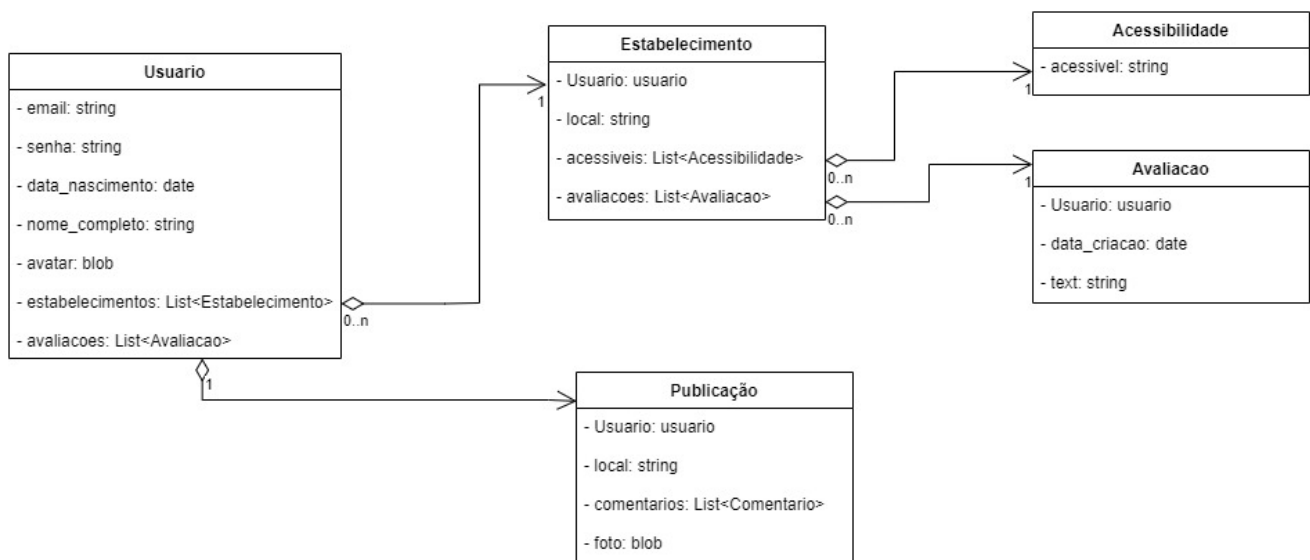 Usuario
- email: string
- senha: string
- data_nascimento: date
- nome_completo: string
- avatar: blob
- estabelecimentos: List<Estabelecimento>
- avaliacoes: List<Avaliacao>
0..n
1
1
Estabelecimento
- Usuario: usuario
- local: string
- acessiveis: List<Acessibilidade>
- avaliacoes: List<Avaliacao>
0..n
0..n
1
Acessibilidade
- acessivel: string
1
Avaliacao
- Usuario: usuario
- data_criacao: date
- text: string
Publicação
- Usuario: usuario
- local: string
- comentarios: List<Comentario>
- foto: blob